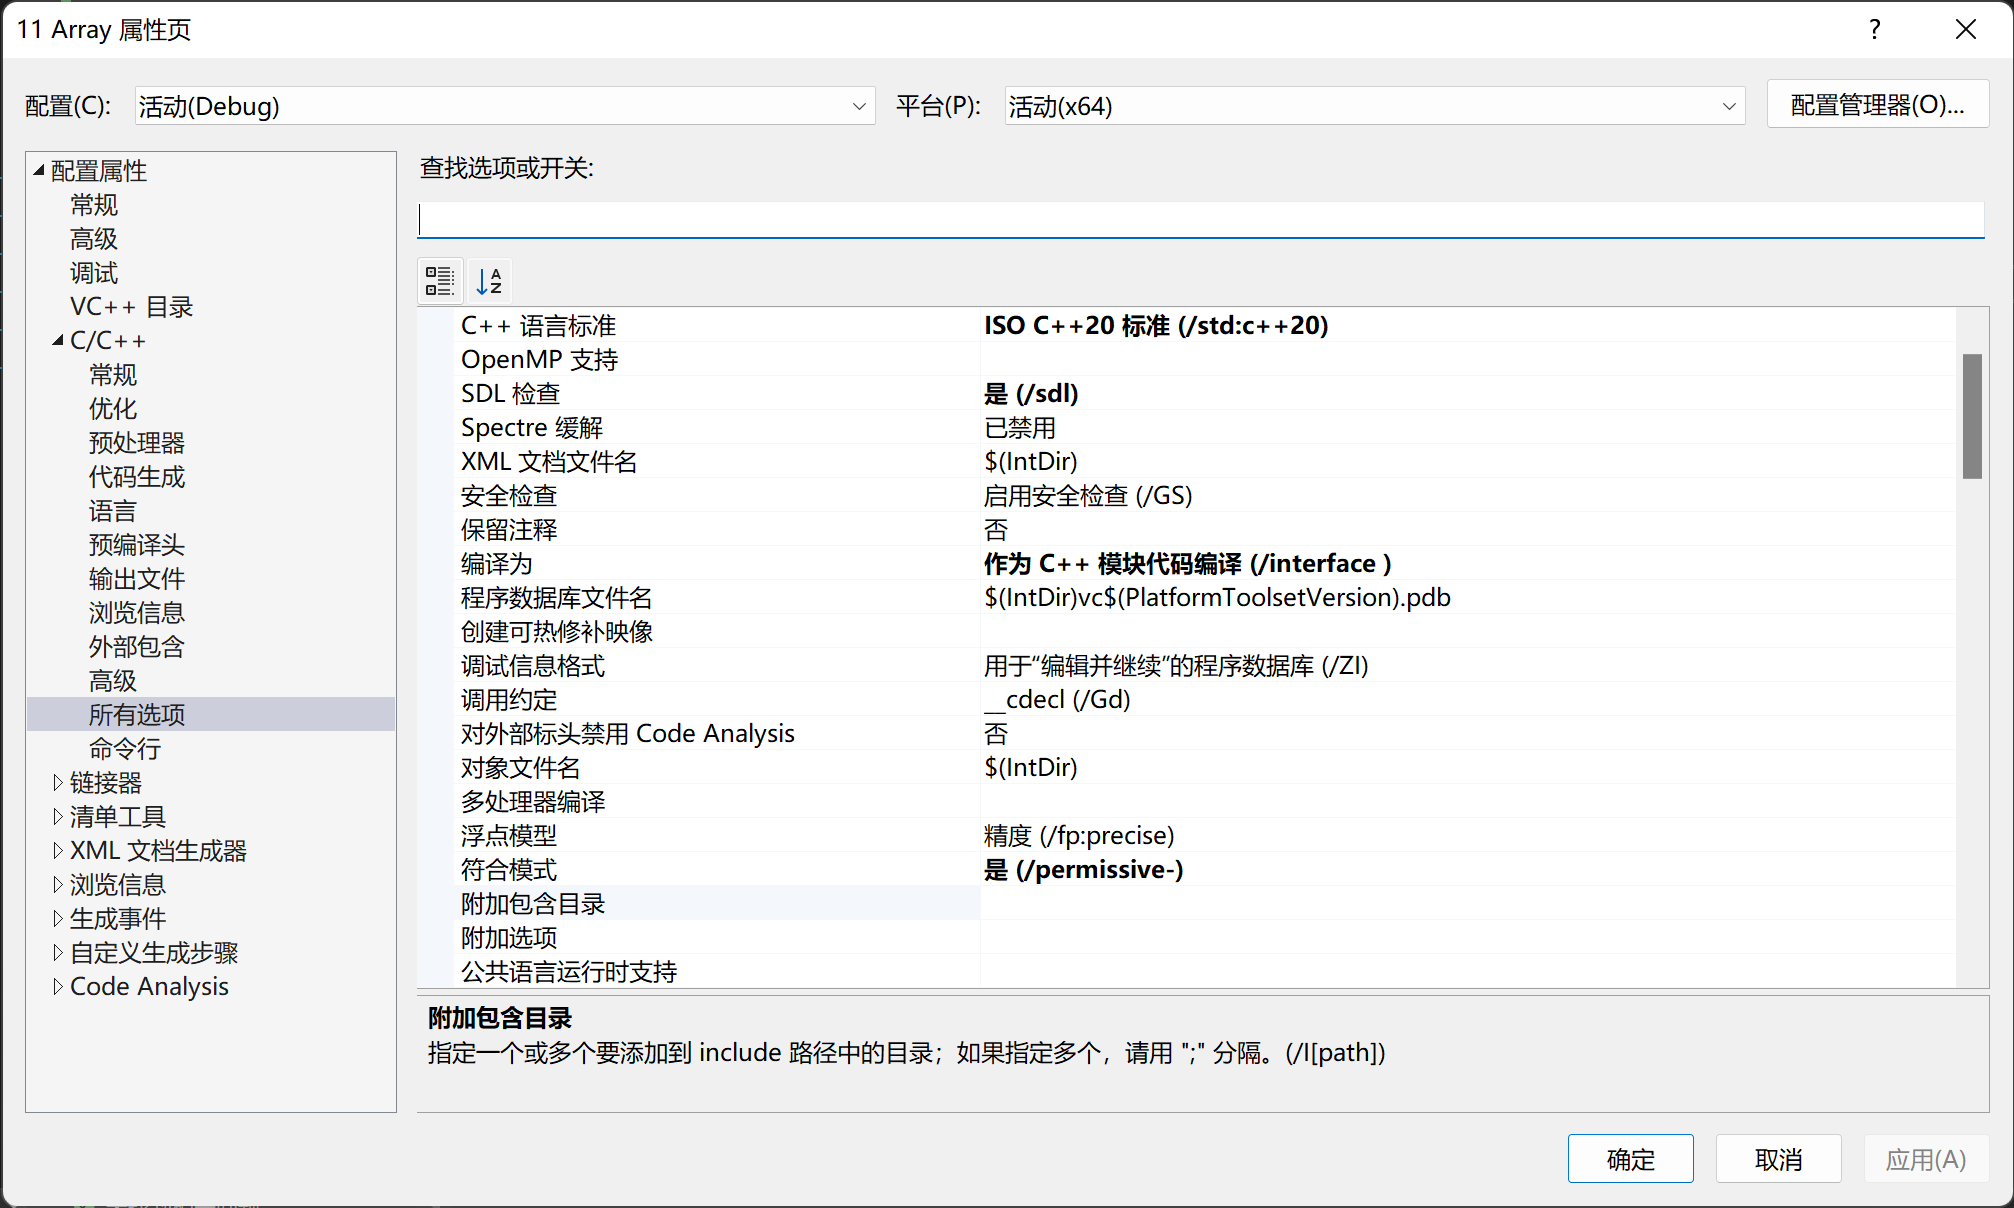 11 Array 属性页
?
配置(C):
活动(Debug)
平台(P):
活动(x64)
配置管理器(O)...
配置属性
常规
高级
调试
VC++ 目录
C/C++
常规
优化
预处理器
代码生成
语言
预编译头
输出文件
浏览信息
外部包含
高级
所有选项
命令行
链接器
清单工具
XML 文档生成器
浏览信息
生成事件
自定义生成步骤
Code Analysis
查找选项或开关:
C++ 语言标准 ISO C++20 标准 (/std:c++20)
OpenMP 支持
SDL 检查 是 (/sdl)
Spectre 缓解 已禁用
XML 文档文件名 $(IntDir)
安全检查 启用安全检查 (/GS)
保留注释 否
编译为 作为 C++ 模块代码编译 (/interface )
程序数据库文件名 $(IntDir)vc$(PlatformToolsetVersion).pdb
创建可热修补映像
调试信息格式 用于“编辑并继续”的程序数据库 (/ZI)
调用约定 __cdecl (/Gd)
对外部标头禁用 Code Analysis 否
对象文件名 $(IntDir)
多处理器编译
浮点模型 精度 (/fp:precise)
符合模式 是 (/permissive-)
附加包含目录
附加选项
公共语言运行时支持
附加包含目录
指定一个或多个要添加到 include 路径中的目录；如果指定多个，请用 ";" 分隔。(/I[path])
确定
取消
应用(A)